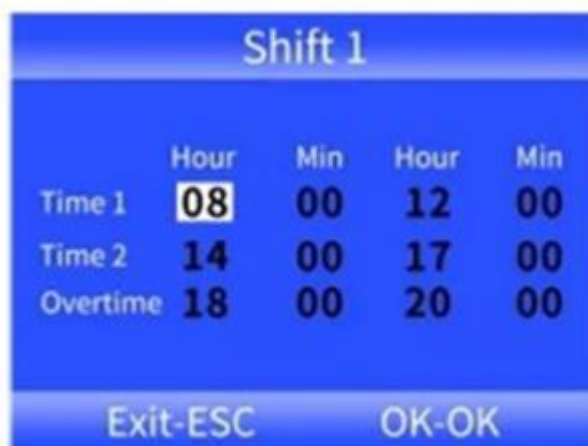 Shift 1
Hour Min Hour Min
Time 1 08 00 12 00
Time 2 14 00 17 00
Overtime 18 00 20 00
Exit-ESC OK-OK